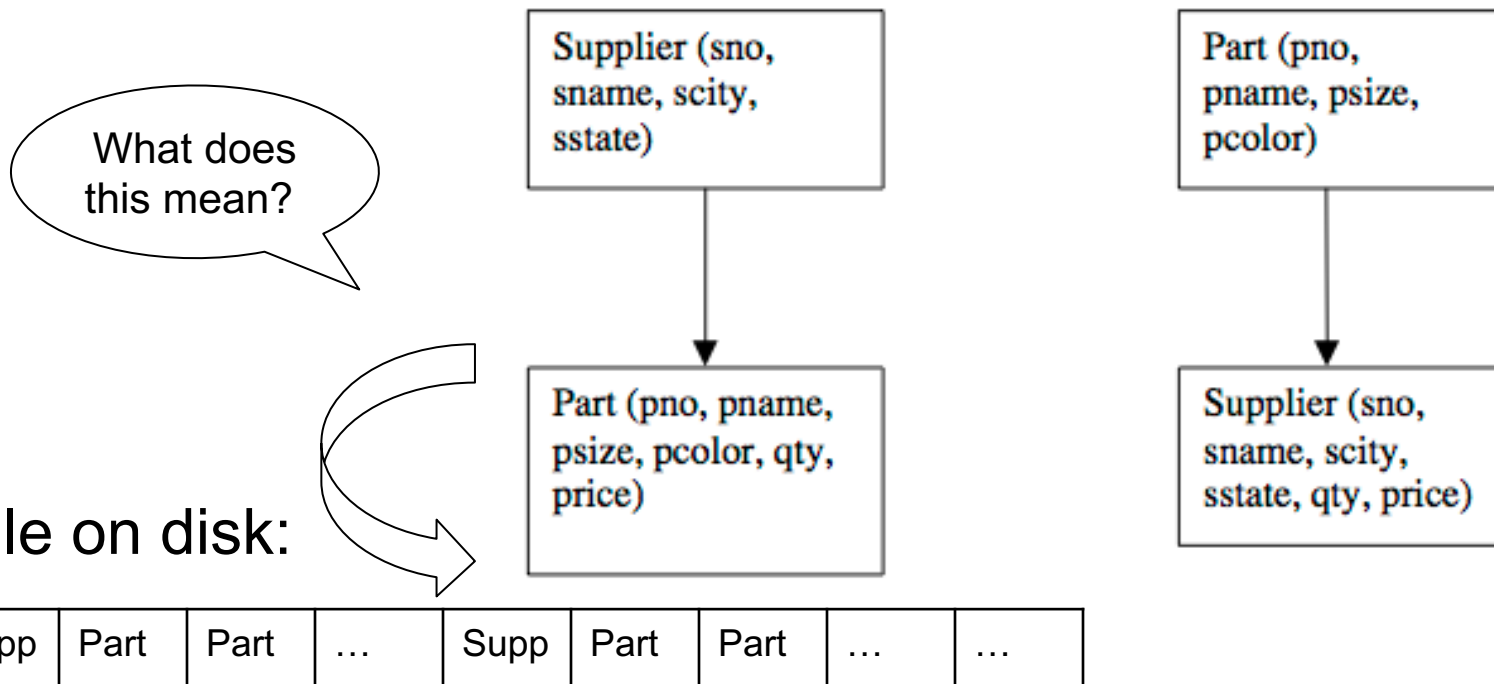 What does
this mean?
Supplier (sno,
sname, scity,
sstate)
Part (pno,
pname, psize,
pcolor)
Part (pno, pname,
psize, pcolor, qty,
price)
Supplier (sno,
sname, scity,
sstate, qty, price)
le on disk:
pp Part Part … Supp Part Part … …